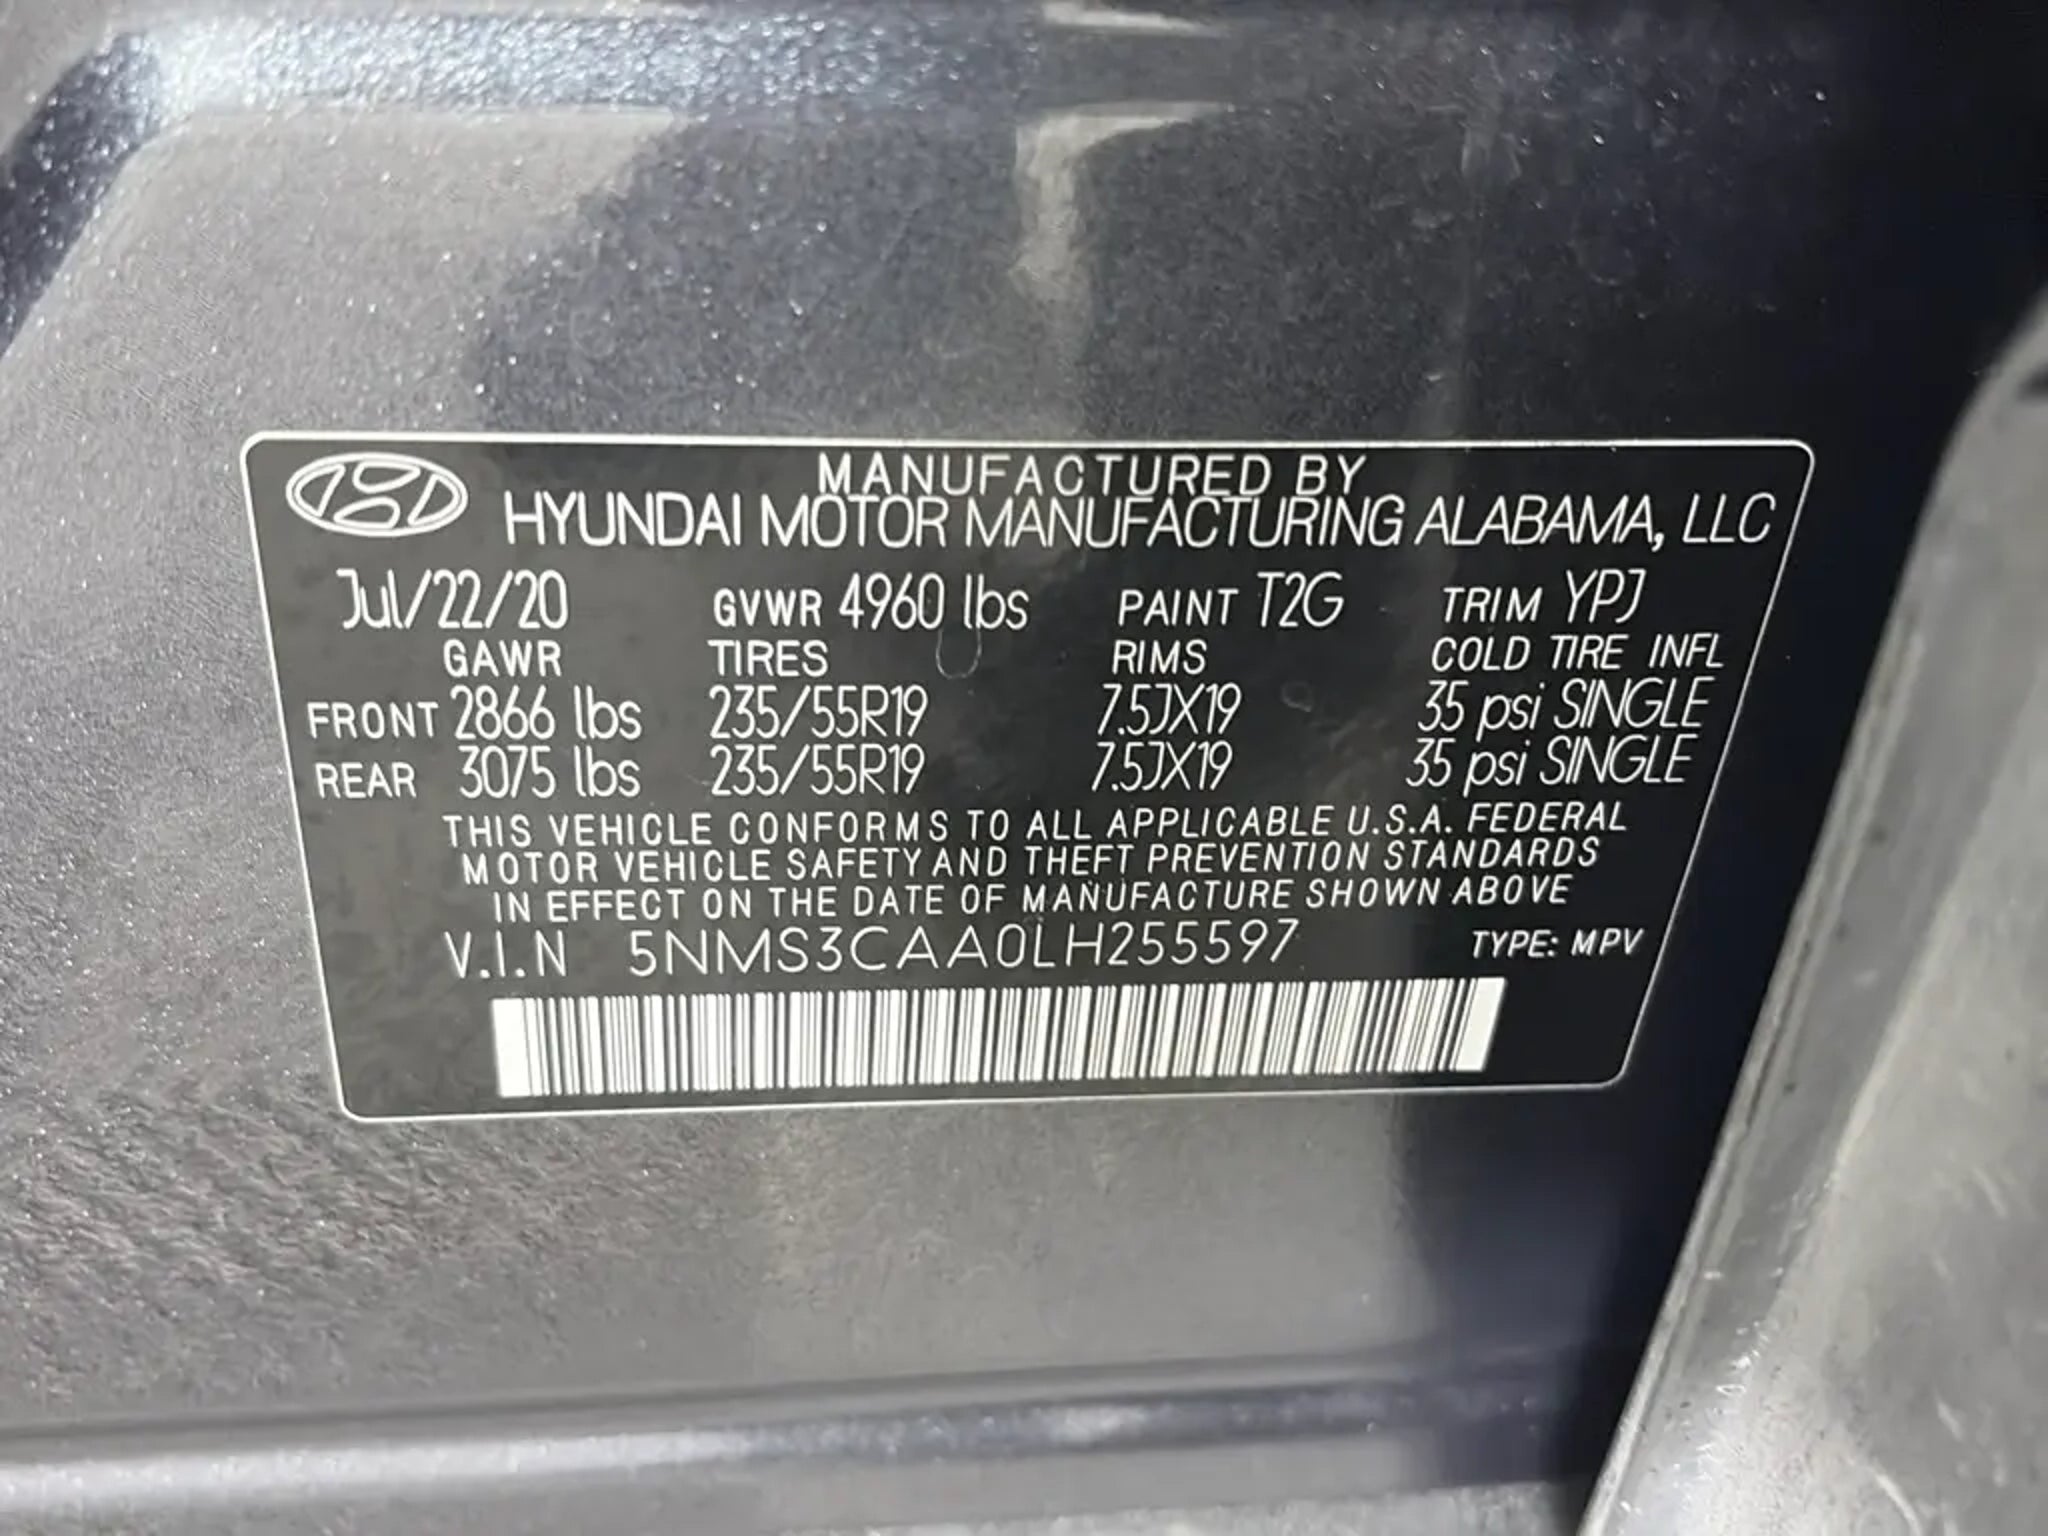 MANUFACTURED BY
HYUNDAI MOTOR MANUFACTURING ALABAMA, LLC
Jul/22/20 GVWR 4960 lbs PAINT T2G TRIM YPJ
GAWR TIRES RIMS COLD TIRE INFL
FRONT 2866 lbs 235/55R19 7.5JX19 35 psi SINGLE
REAR 3075 lbs 235/55R19 7.5JX19 35 psi SINGLE
THIS VEHICLE CONFORMS TO ALL APPLICABLE U.S.A. FEDERAL
MOTOR VEHICLE SAFETY AND THEFT PREVENTION STANDARDS
IN EFFECT ON THE DATE OF MANUFACTURE SHOWN ABOVE
V.I.N 5NMS3CAA0LH255597 TYPE: MPV